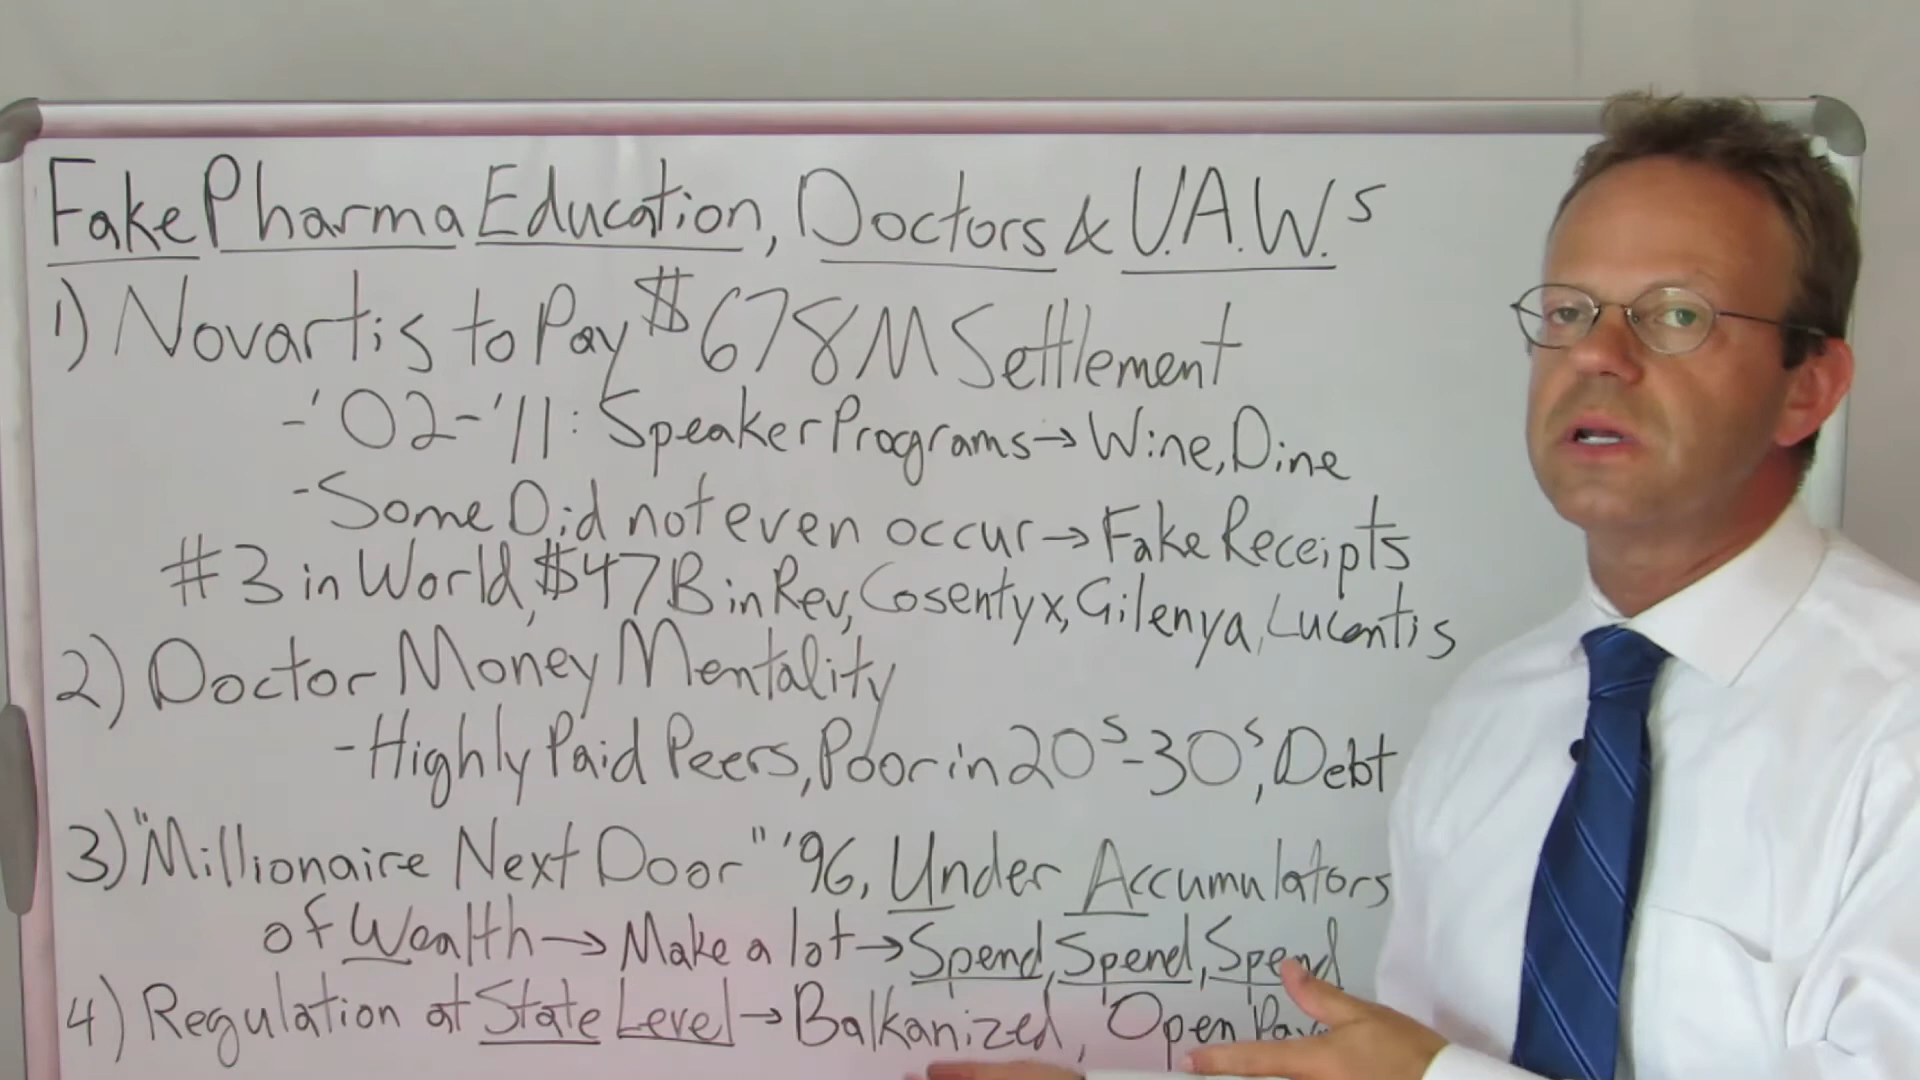 Fake Pharma Education, Doctors & U.A.W.s
1) Novartis to Pay $678M Settlement
-'02-'11: Speaker Programs→Wine, Dine
-Some Did not even occur→Fake Receipts
#3 in World, $47B in Rev, Cosentyx, Gilenya, Lucentis
2) Doctor Money Mentality
-Highly Paid Peers, Poor in 20s-30s, Debt
3) "Millionaire Next Door" '96, Under Accumulators
of Wealth→Make a lot→Spend, Spend, Spend
4) Regulation at State Level→Balkanized, "Open